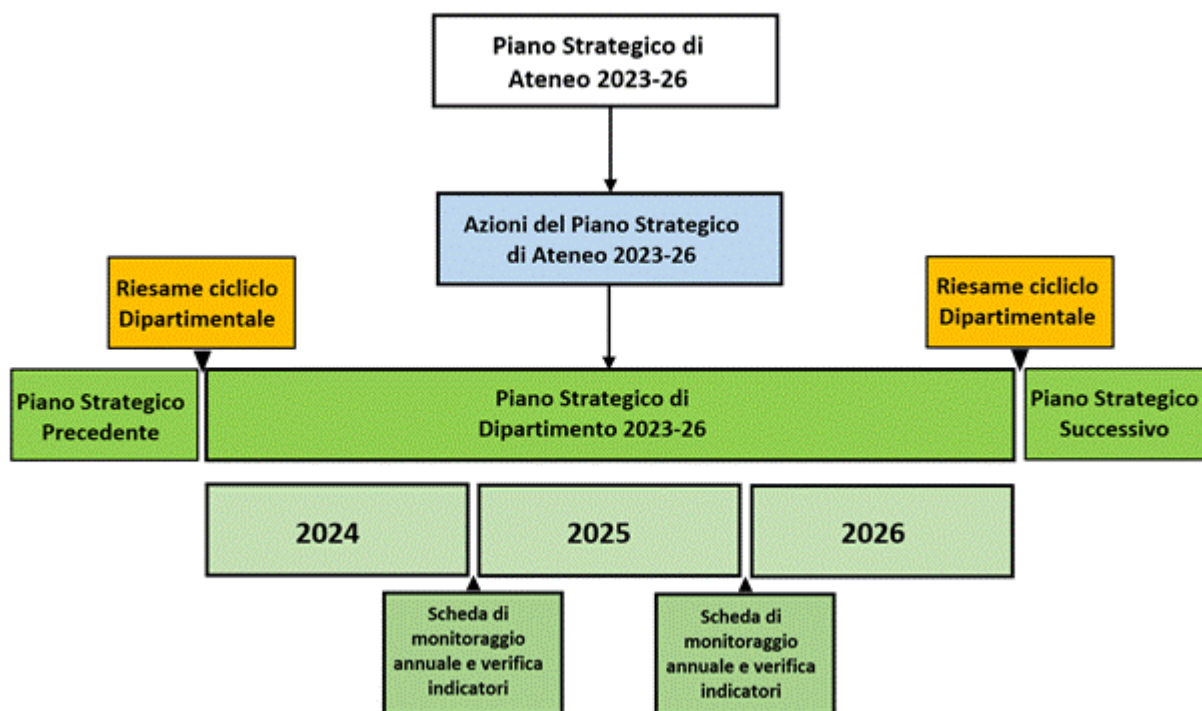 Piano Strategico di
Ateneo 2023-26
Azioni del Piano Strategico
di Ateneo 2023-26
Riesame cicliclo
Dipartimentale
Riesame cicliclo
Dipartimentale
Piano Strategico
Precedente
Piano Strategico di
Dipartimento 2023-26
Piano Strategico
Successivo
2024
2025
2026
Scheda di
monitoraggio
annuale e verifica
indicatori
Scheda di
monitoraggio
annuale e verifica
indicatori